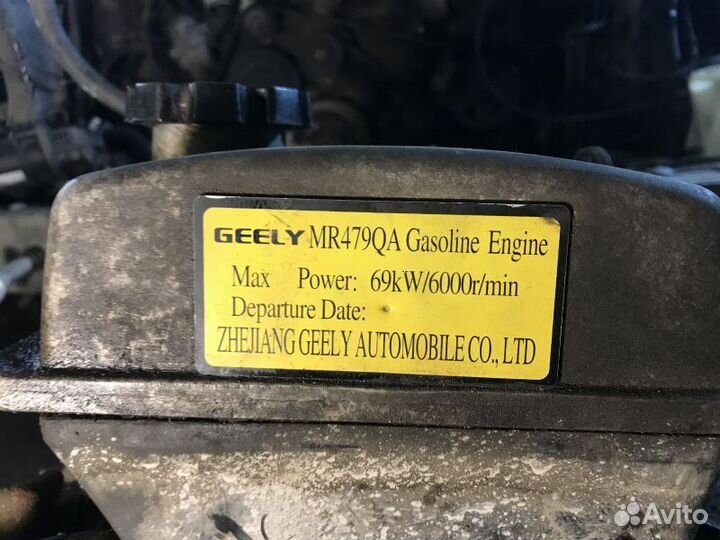 GEELY MR479QA Gasoline Engine
Max Power: 69kW/6000r/min
Departure Date:
ZHEJIANG GEELY AUTOMOBILE CO., LTD
Avito